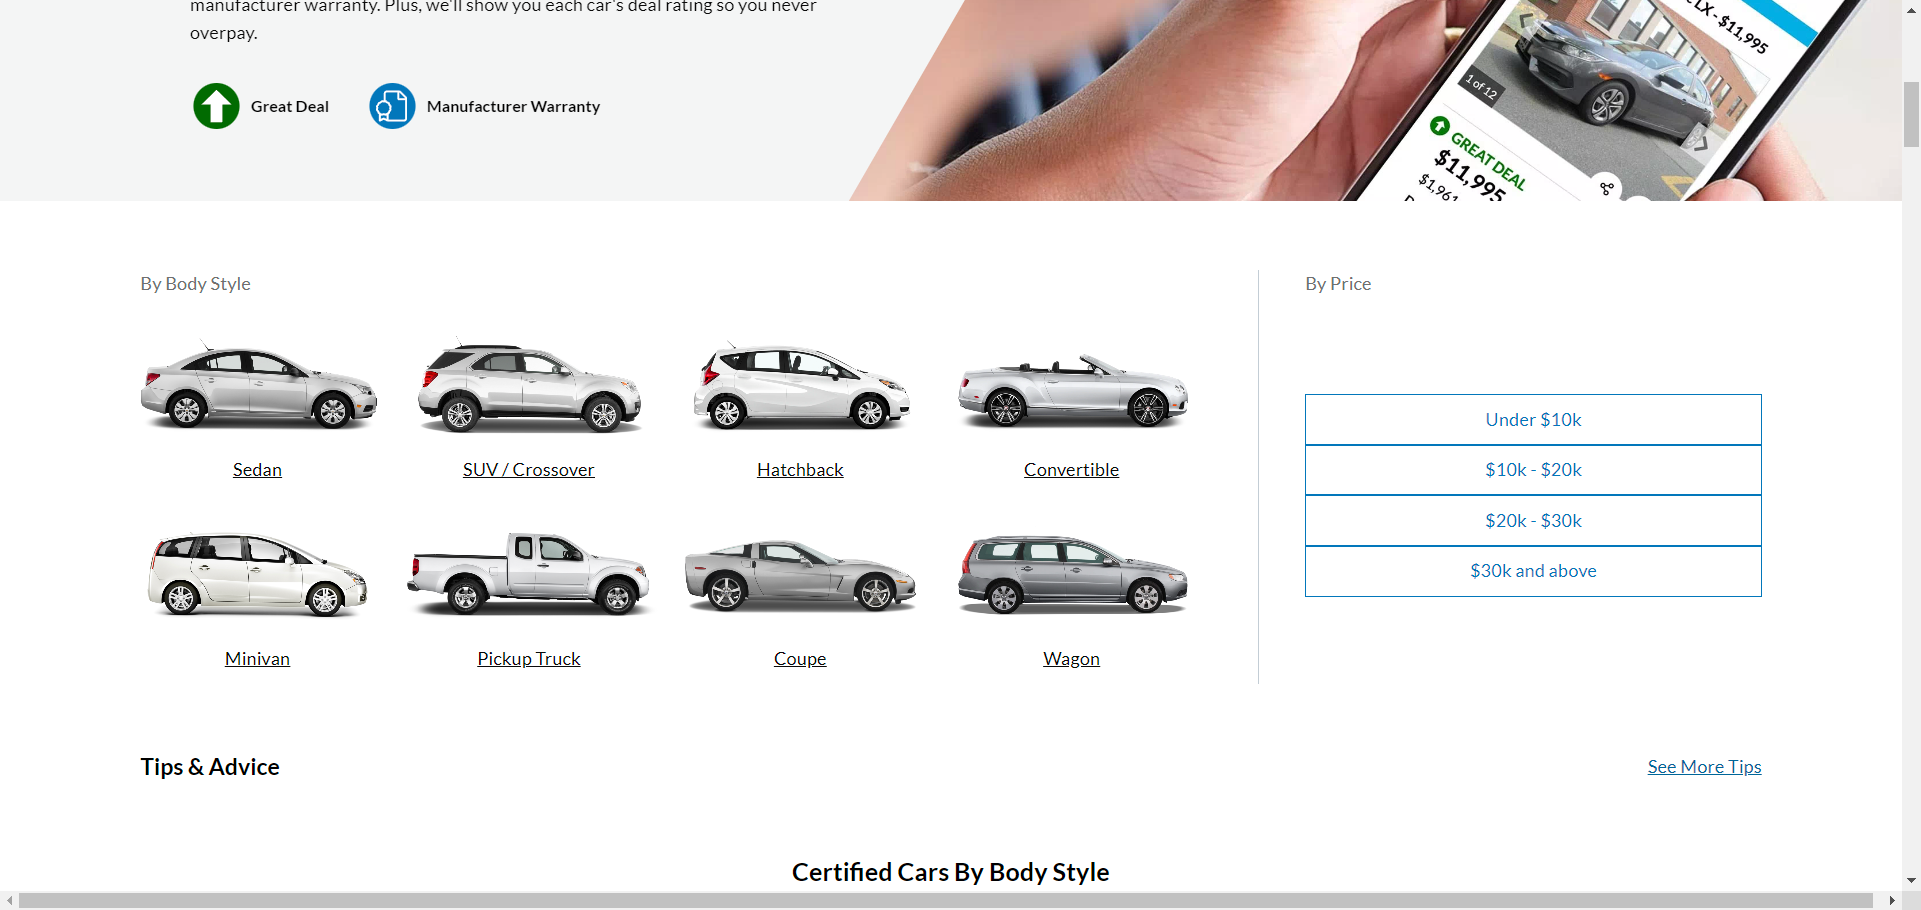 manufacturer warranty. Plus, we'll show you each car's deal rating so you never
overpay.
Great Deal
Manufacturer Warranty
LX - $11,995
1 of 12
GREAT DEAL
$11,995
$1,961
By Body Style
By Price
Sedan
SUV / Crossover
Hatchback
Convertible
Under $10k
$10k - $20k
$20k - $30k
$30k and above
Minivan
Pickup Truck
Coupe
Wagon
Tips & Advice
See More Tips
Certified Cars By Body Style